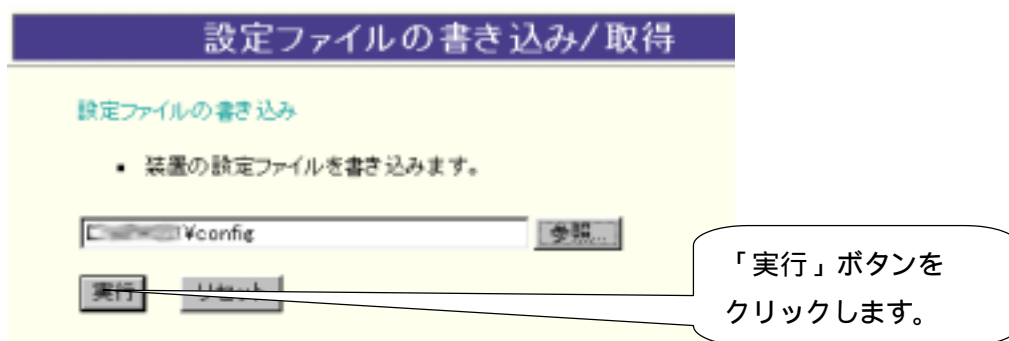 設定ファイルの書き込み/取得
設定ファイルの書き込み
• 装置の設定ファイルを書き込みます。
¥config
参照...
実行 リセット
「実行」ボタンを
クリックします。